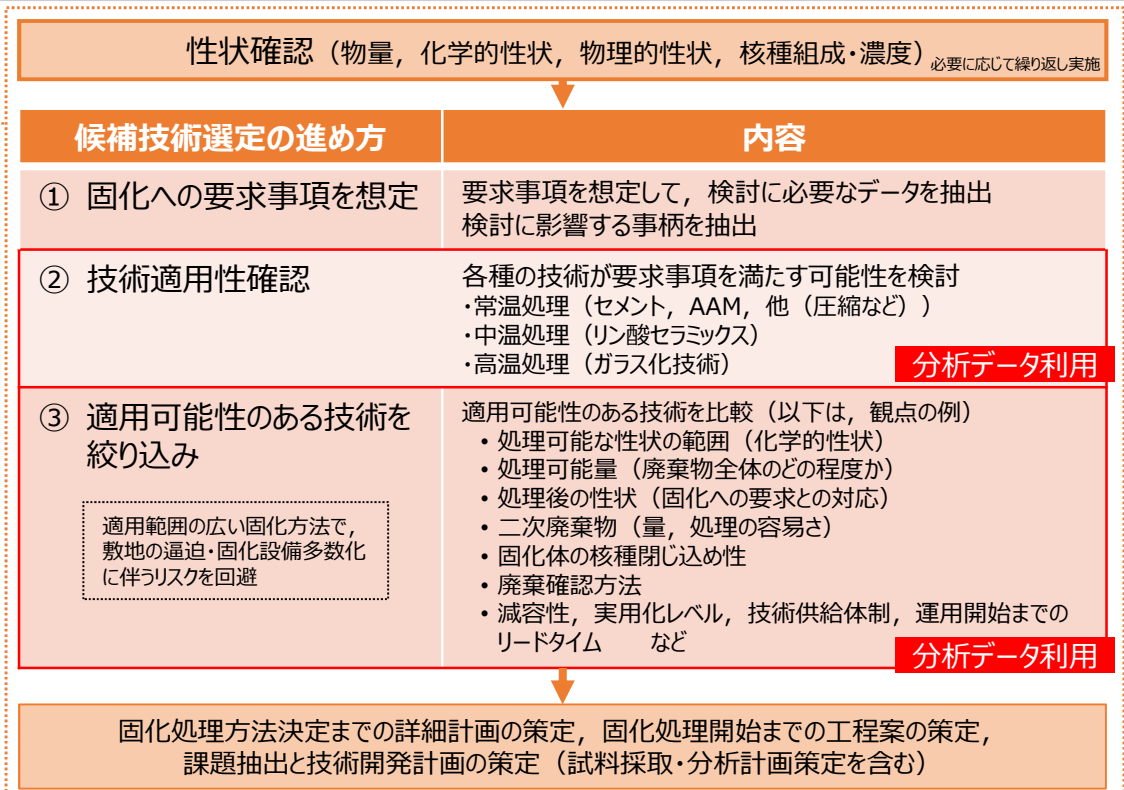 性状確認（物量，化学的性状，物理的性状，核種組成・濃度）必要に応じて繰り返し実施
候補技術選定の進め方
内容
① 固化への要求事項を想定
要求事項を想定して，検討に必要なデータを抽出
検討に影響する事柄を抽出
② 技術適用性確認
各種の技術が要求事項を満たす可能性を検討
・常温処理（セメント，AAM，他（圧縮など））
・中温処理（リン酸セラミックス）
・高温処理（ガラス化技術）
分析データ利用
③ 適用可能性のある技術を
絞り込み
適用範囲の広い固化方法で，
敷地の逼迫・固化設備多数化
に伴うリスクを回避
適用可能性のある技術を比較（以下は，観点の例）
• 処理可能な性状の範囲（化学的性状）
• 処理可能量（廃棄物全体のどの程度か）
• 処理後の性状（固化への要求との対応）
• 二次廃棄物（量，処理の容易さ）
• 固化体の核種閉じ込め性
• 廃棄確認方法
• 減容性，実用化レベル，技術供給体制，運用開始までの
リードタイム　　など
分析データ利用
固化処理方法決定までの詳細計画の策定，固化処理開始までの工程案の策定，
課題抽出と技術開発計画の策定（試料採取・分析計画策定を含む）